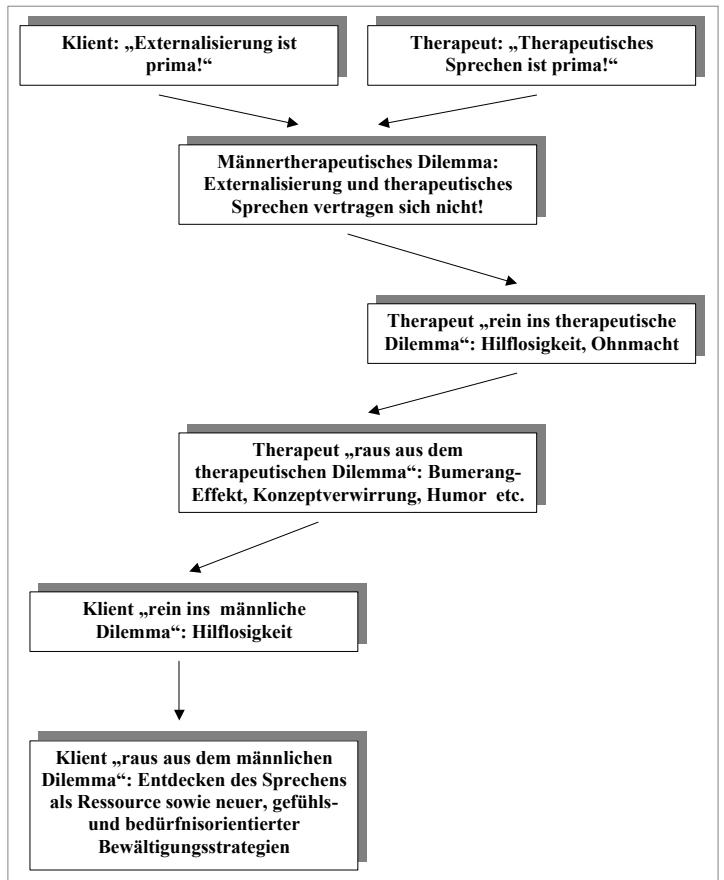 Klient: „Externalisierung ist
prima!“
Therapeut: „Therapeutisches
Sprechen ist prima!“
Männertherapeutisches Dilemma:
Externalisierung und therapeutisches
Sprechen vertragen sich nicht!
Therapeut „rein ins therapeutische
Dilemma“: Hilflosigkeit, Ohnmacht
Therapeut „raus aus dem
therapeutischen Dilemma“: Bumerang-
Effekt, Konzeptverwirrung, Humor etc.
Klient „rein ins männliche
Dilemma“: Hilflosigkeit
Klient „raus aus dem männlichen
Dilemma“: Entdecken des Sprechens
als Ressource sowie neuer, gefühls-
und bedürfnisorientierter
Bewältigungsstrategien